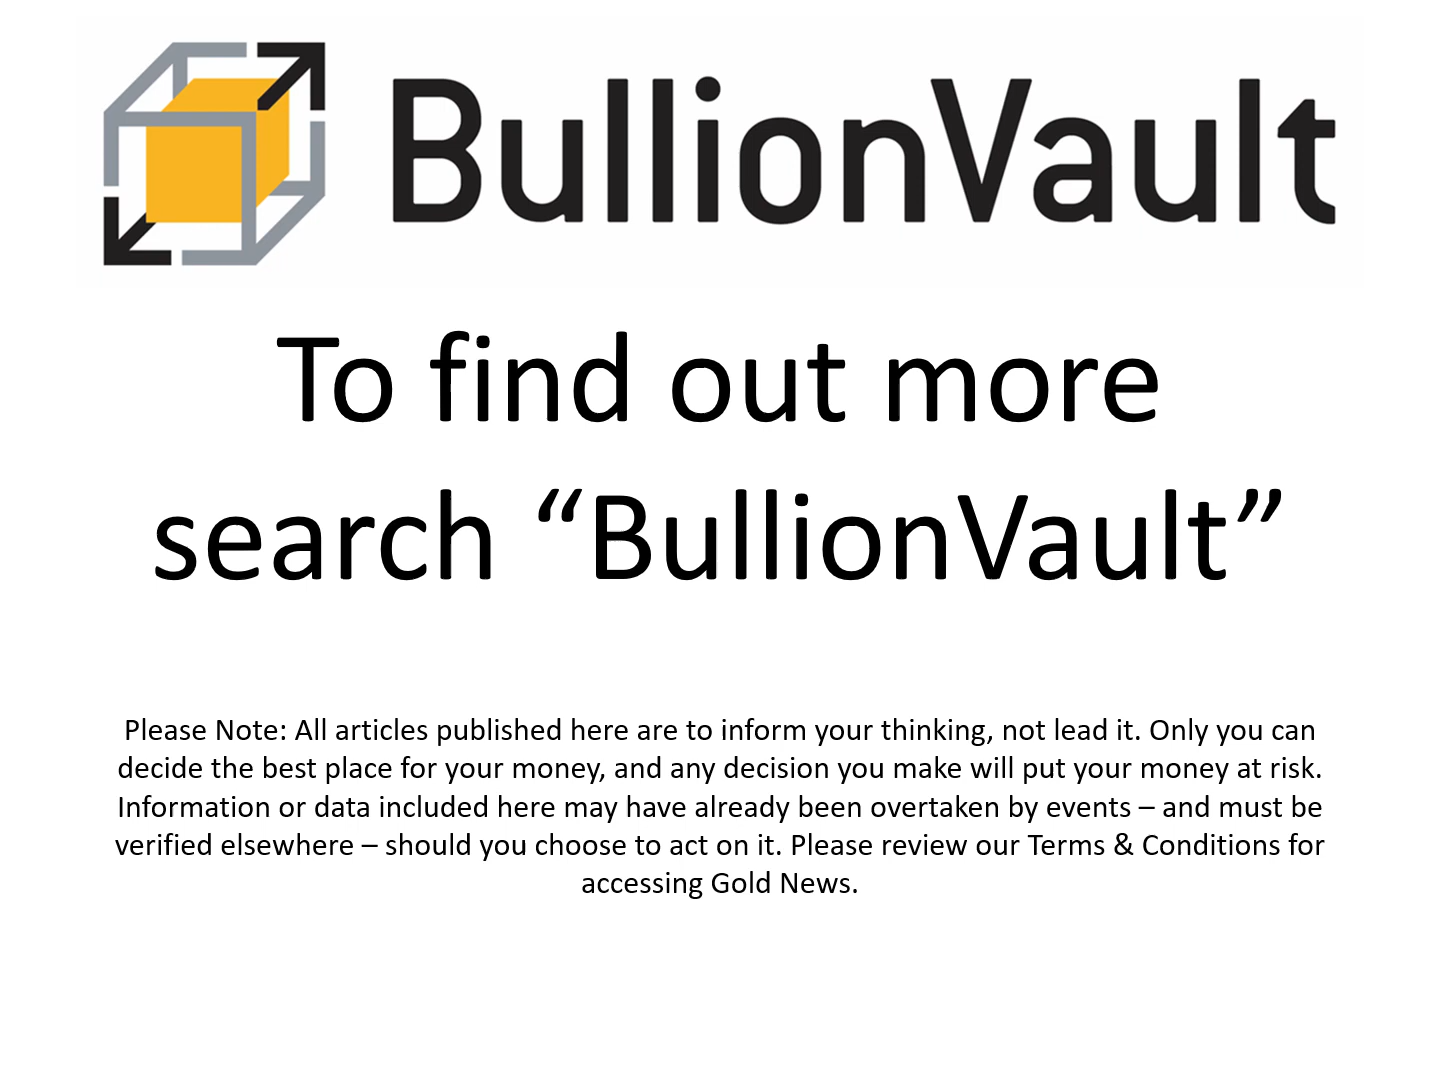 BullionVault
To find out more
search “BullionVault”
Please Note: All articles published here are to inform your thinking, not lead it. Only you can
decide the best place for your money, and any decision you make will put your money at risk.
Information or data included here may have already been overtaken by events – and must be
verified elsewhere – should you choose to act on it. Please review our Terms & Conditions for
accessing Gold News.